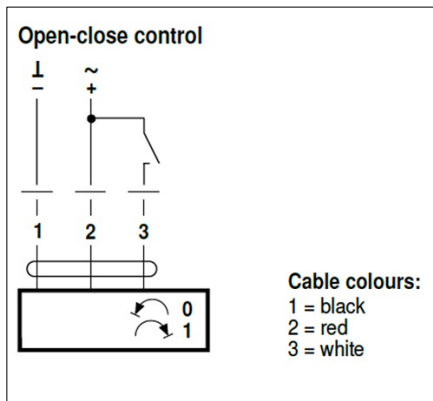 Open-close control
⊥ ~
– +
1 2 3
0
1
Cable colours:
1 = black
2 = red
3 = white